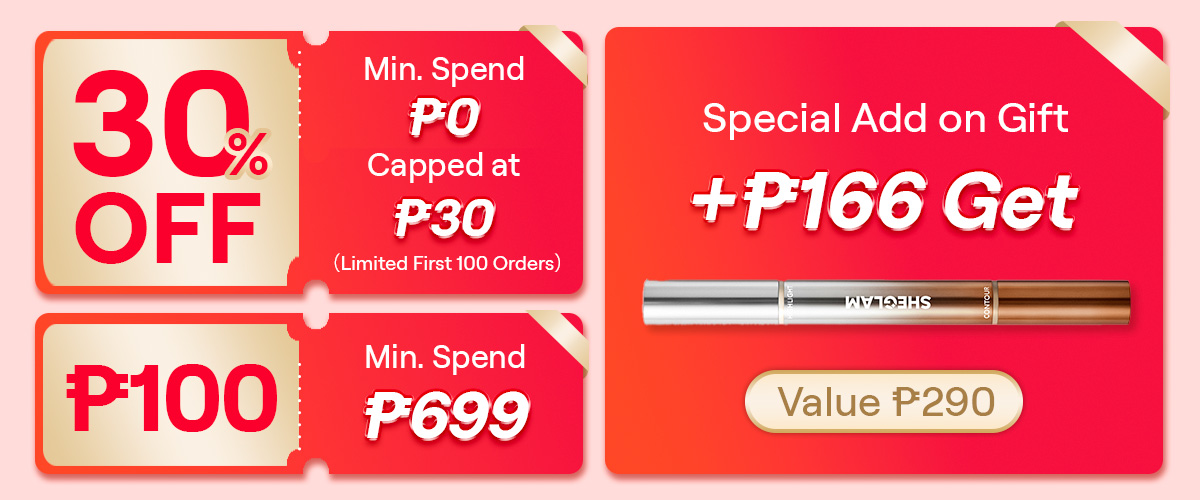 30%
OFF
Min. Spend
₱0
Capped at
₱30
(Limited First 100 Orders)
₱100
Min. Spend
₱699
Special Add on Gift
+₱166 Get
SHEGLAM
CONTOUR
Value ₱290